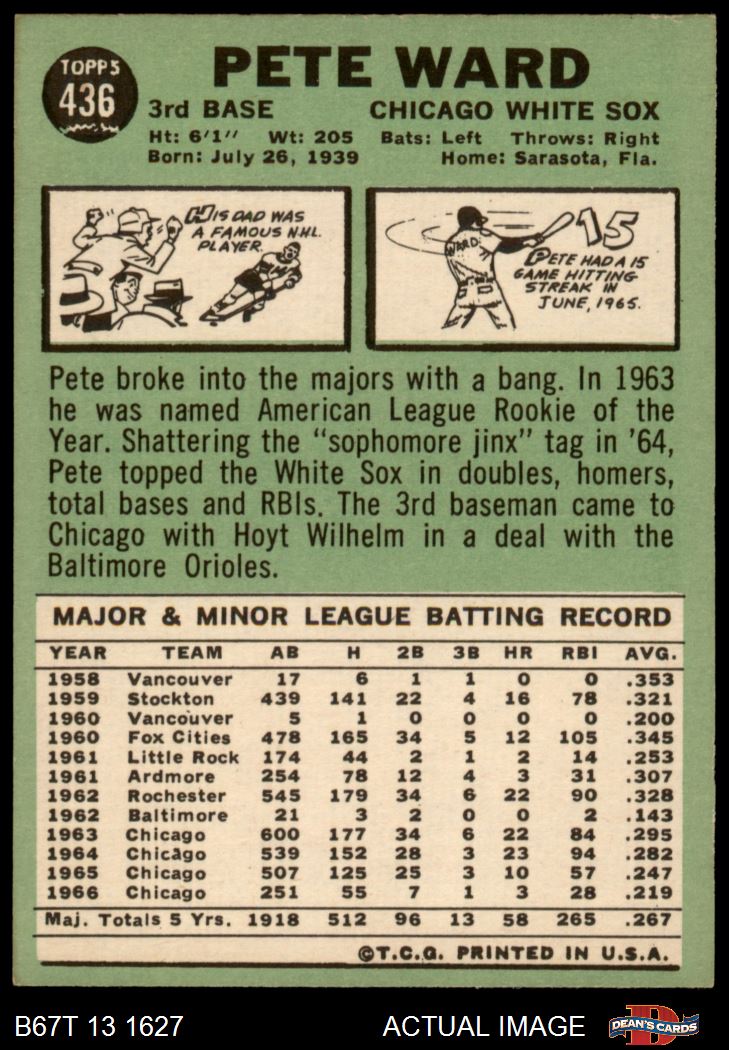 TOPPS
436
PETE WARD
3rd BASE CHICAGO WHITE SOX
Ht: 6'1" Wt: 205 Bats: Left Throws: Right
Born: July 26, 1939 Home: Sarasota, Fla.
HIS DAD WAS
A FAMOUS N.H.L.
PLAYER.
WARD
15
PETE HAD A 15
GAME HITTING
STREAK IN
JUNE, 1965.
Pete broke into the majors with a bang. In 1963
he was named American League Rookie of the
Year. Shattering the "sophomore jinx" tag in '64,
Pete topped the White Sox in doubles, homers,
total bases and RBIs. The 3rd baseman came to
Chicago with Hoyt Wilhelm in a deal with the
Baltimore Orioles.
MAJOR & MINOR LEAGUE BATTING RECORD
YEAR TEAM AB H 2B 3B HR RBI AVG.
1958 Vancouver 17 6 1 1 0 0 .353
1959 Stockton 439 141 22 4 16 78 .321
1960 Vancouver 5 1 0 0 0 0 .200
1960 Fox Cities 478 165 34 5 12 105 .345
1961 Little Rock 174 44 2 1 2 14 .253
1961 Ardmore 254 78 12 4 3 31 .307
1962 Rochester 545 179 34 6 22 90 .328
1962 Baltimore 21 3 2 0 0 2 .143
1963 Chicago 600 177 34 6 22 84 .295
1964 Chicago 539 152 28 3 23 94 .282
1965 Chicago 507 125 25 3 10 57 .247
1966 Chicago 251 55 7 1 3 28 .219
Maj. Totals 5 Yrs. 1918 512 96 13 58 265 .267
©T.C.G. PRINTED IN U.S.A.
B67T 13 1627 ACTUAL IMAGE
DEAN'S CARDS